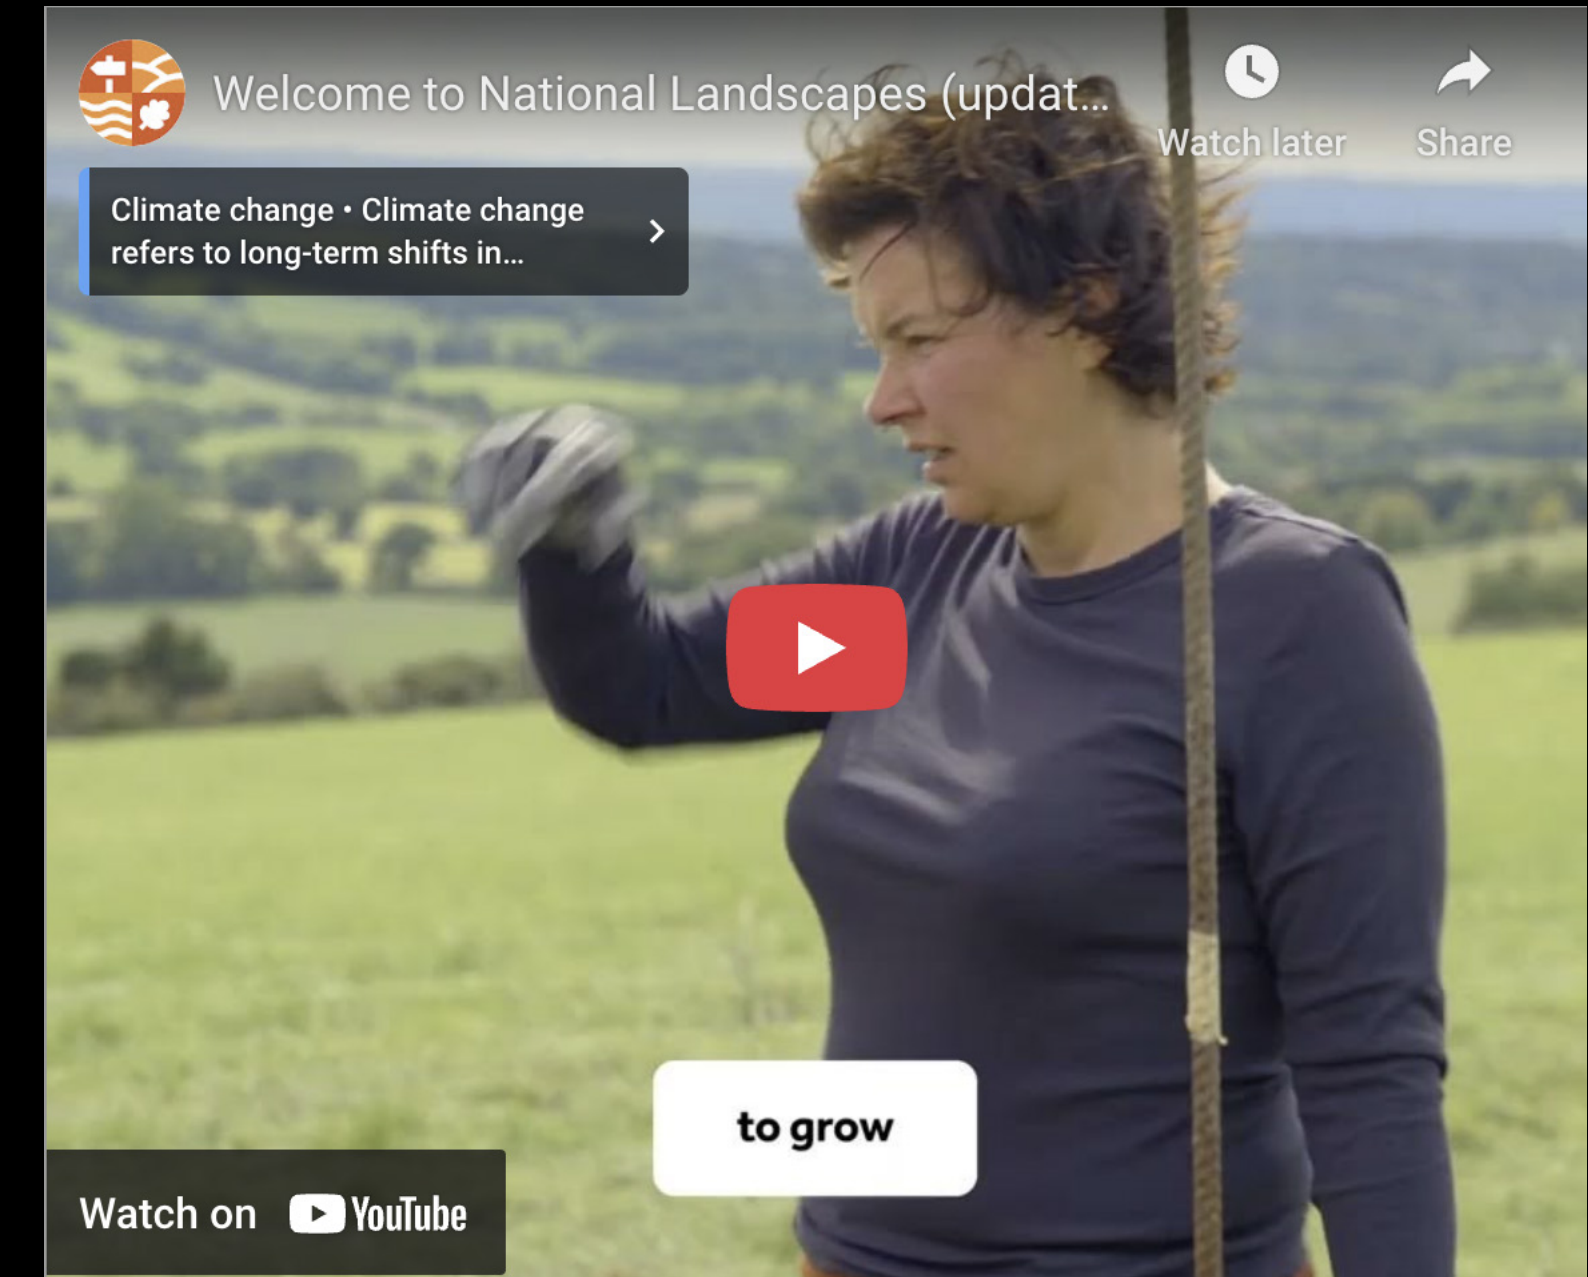 Welcome to National Landscapes (updat...
Watch later
Share
Climate change • Climate change
refers to long-term shifts in...
to grow
Watch on YouTube